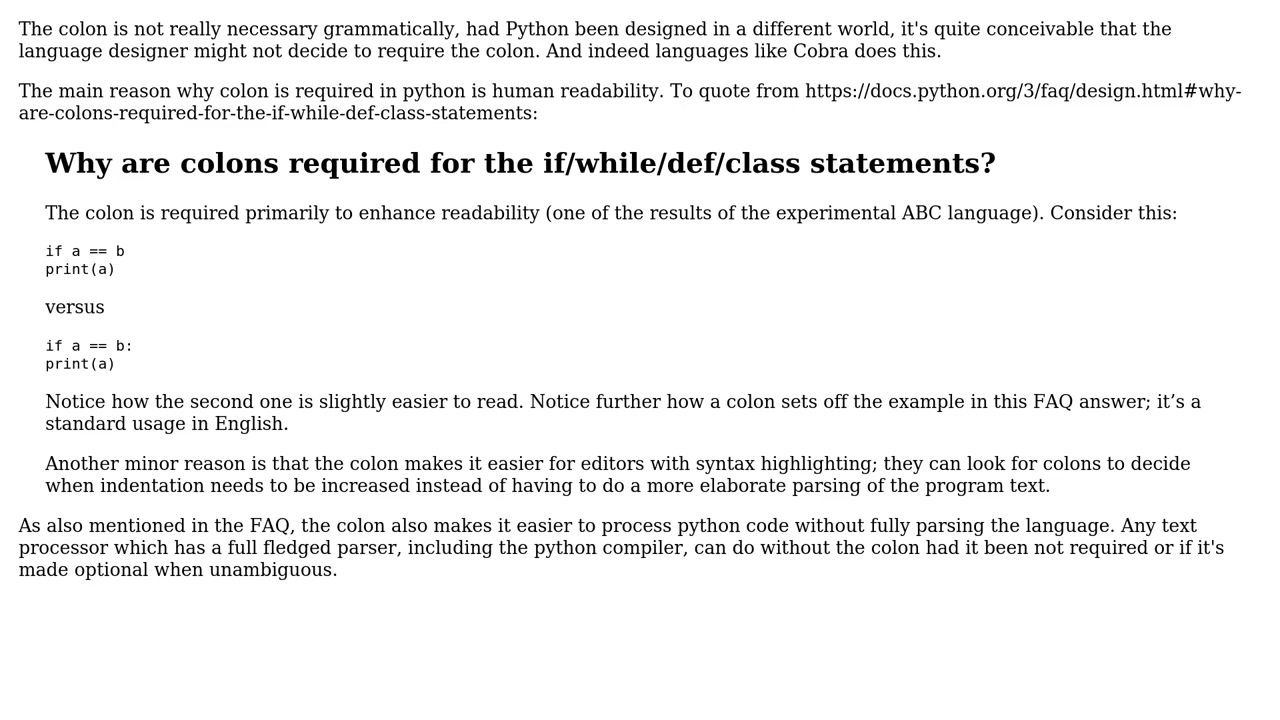 The colon is not really necessary grammatically, had Python been designed in a different world, it's quite conceivable that the
language designer might not decide to require the colon. And indeed languages like Cobra does this.
The main reason why colon is required in python is human readability. To quote from https://docs.python.org/3/faq/design.html#why-
are-colons-required-for-the-if-while-def-class-statements:
Why are colons required for the if/while/def/class statements?
The colon is required primarily to enhance readability (one of the results of the experimental ABC language). Consider this:
if a == b
print(a)
versus
if a == b:
print(a)
Notice how the second one is slightly easier to read. Notice further how a colon sets off the example in this FAQ answer; it’s a
standard usage in English.
Another minor reason is that the colon makes it easier for editors with syntax highlighting; they can look for colons to decide
when indentation needs to be increased instead of having to do a more elaborate parsing of the program text.
As also mentioned in the FAQ, the colon also makes it easier to process python code without fully parsing the language. Any text
processor which has a full fledged parser, including the python compiler, can do without the colon had it been not required or if it's
made optional when unambiguous.